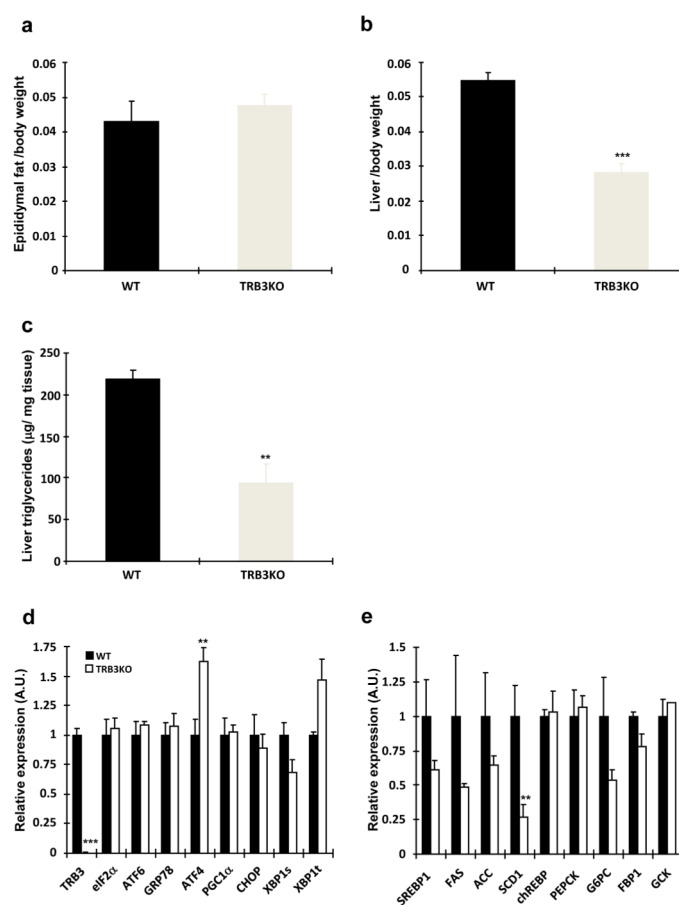 a
b
0.06
0.05
0.04
0.03
0.02
0.01
0
Epididymal fat /body weight
WT
TRB3KO
0.06
0.05
0.04
0.03
0.02
0.01
0
Liver /body weight
***
WT
TRB3KO
c
250
200
150
100
50
0
Liver triglycerides (µg/ mg tissue)
**
WT
TRB3KO
d
1.75
1.5
1.25
1
0.75
0.5
0.25
0
Relative expression (A.U.)
WT
TRB3KO
**
***
TRB3
eIF2α
ATF6
GRP78
ATF4
PGC1α
CHOP
XBP1s
XBP1t
e
1.5
1.25
1
0.75
0.5
0.25
0
Relative expression (A.U.)
**
SREBP1
FAS
ACC
SCD1
chREBP
PEPCK
G6PC
FBP1
GCK